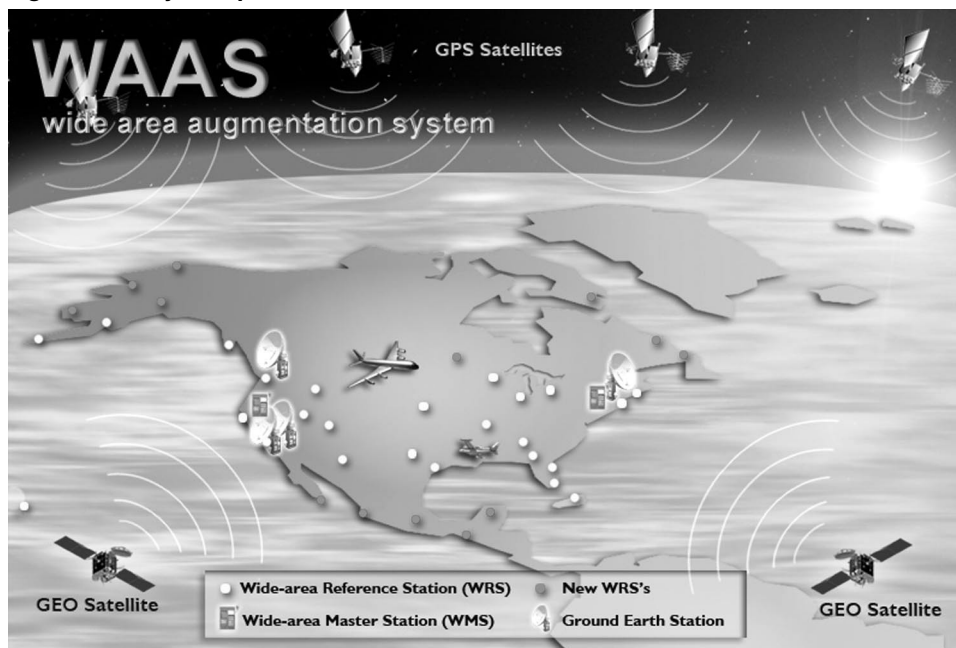 WAAS
wide area augmentation system
GPS Satellites
GEO Satellite
GEO Satellite
Wide-area Reference Station (WRS)
New WRS's
Wide-area Master Station (WMS)
Ground Earth Station